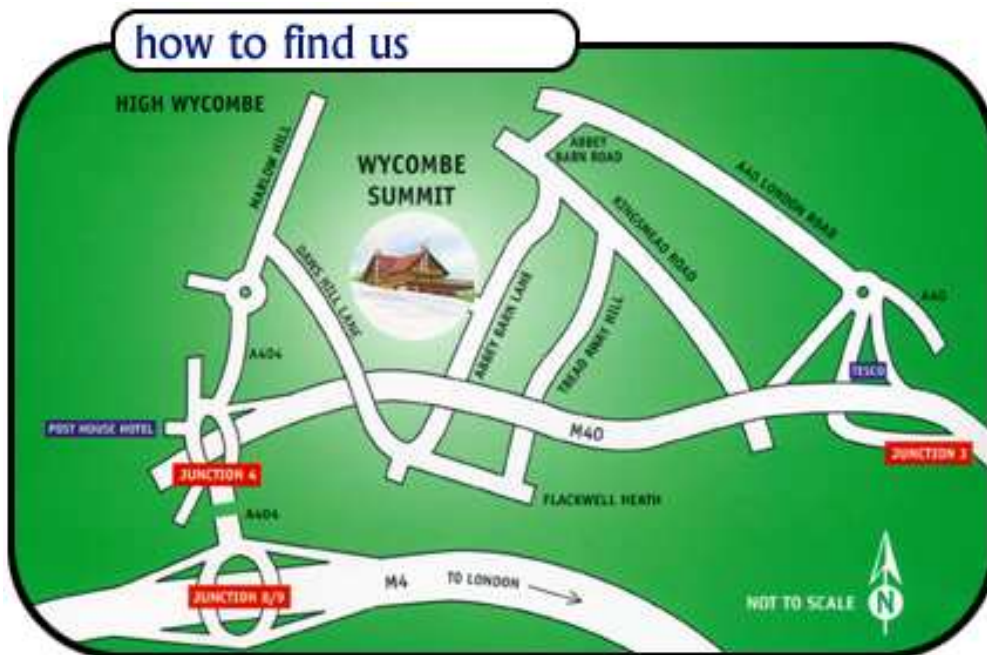 how to find us
HIGH WYCOMBE
MARLOW HILL
WYCOMBE
SUMMIT
ABBEY
BARN ROAD
A40 LONDON ROAD
KINGSMEAD ROAD
DAWS HILL LANE
ABBEY BARN LANE
TREAD AWAY HILL
A40
A404
TESCO
POST HOUSE HOTEL
M40
JUNCTION 3
JUNCTION 4
FLACKWELL HEATH
A404
M4
TO LONDON
JUNCTION 8/9
NOT TO SCALE
N